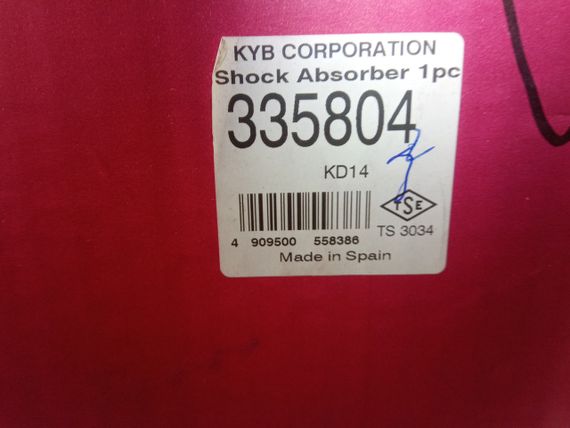 KYB CORPORATION
Shock Absorber 1pc
335804
KD14
TSE
4 909500 558386
TS 3034
Made in Spain